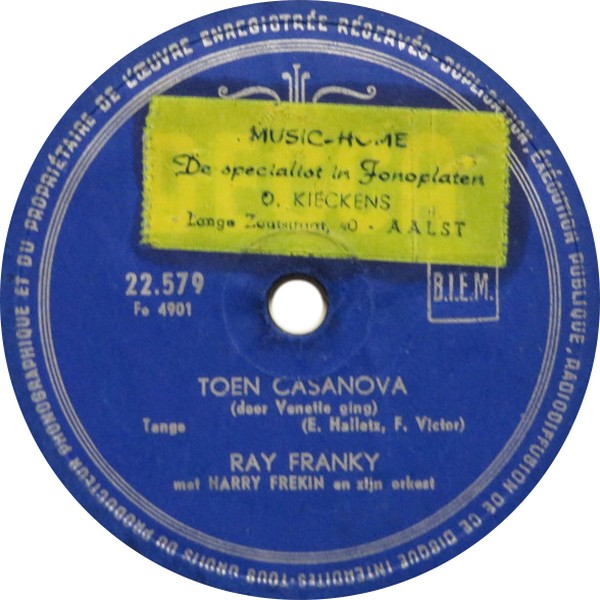 TOUS DROITS DU PRODUCTEUR PHONOGRAPHIQUE ET DU PROPRIÉTAIRE DE L'ŒUVRE ENREGISTRÉE RÉSERVÉS-DUPLICATION, EXÉCUTION PUBLIQUE, RADIODIFFUSION DE CE DISQUE INTERDITES-
MUSIC-HOME
De specialist in Fonoplaten
O. KIECKENS
Lange Zoutstraat, 40 - AALST
22.579
Fe 4901
B.I.E.M.
TOEN CASANOVA
(door Venetie ging)
Tango (E. Halletz, F. Victor)
RAY FRANKY
met HARRY FREKIN en zijn orkest